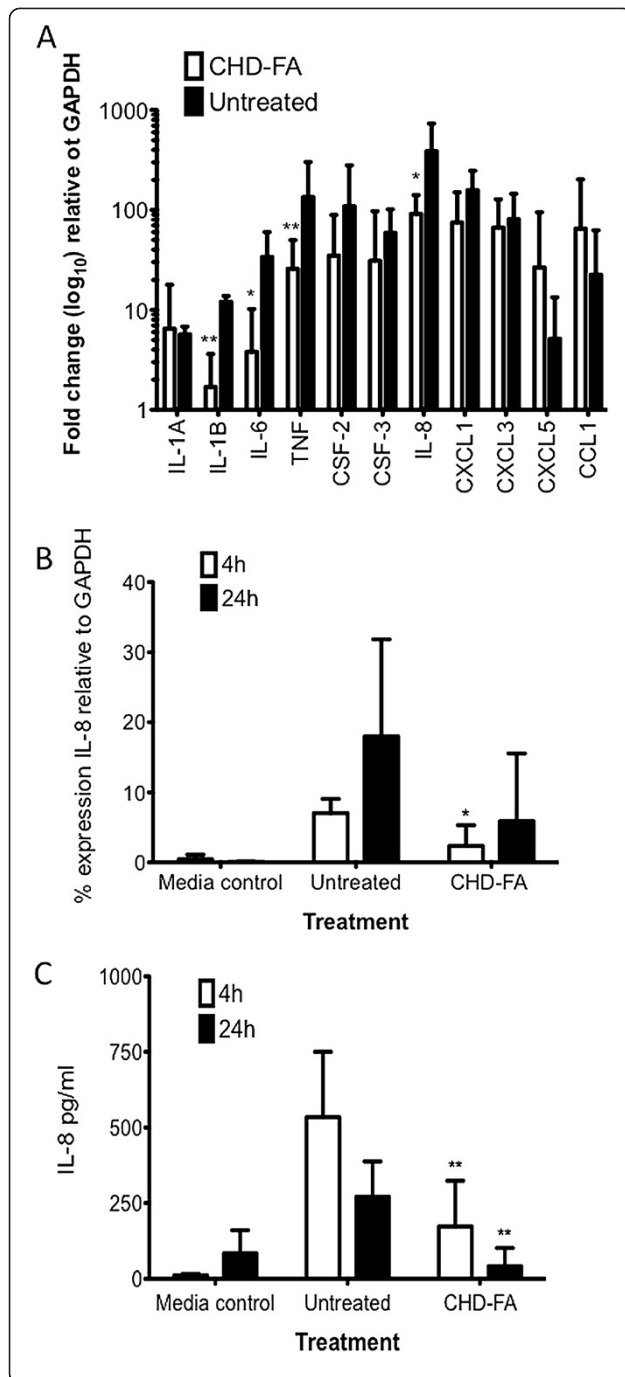 A
CHD-FA
Untreated
Fold change (log10) relative ot GAPDH
1000
100
10
1
**
*
**
*
IL-1A
IL-1B
IL-6
TNF
CSF-2
CSF-3
IL-8
CXCL1
CXCL3
CXCL5
CCL1
B
4h
24h
% expression IL-8 relative to GAPDH
40
30
20
10
0
*
Media control Untreated CHD-FA
Treatment
C
4h
24h
IL-8 pg/ml
1000
750
500
250
0
**
**
Media control Untreated CHD-FA
Treatment